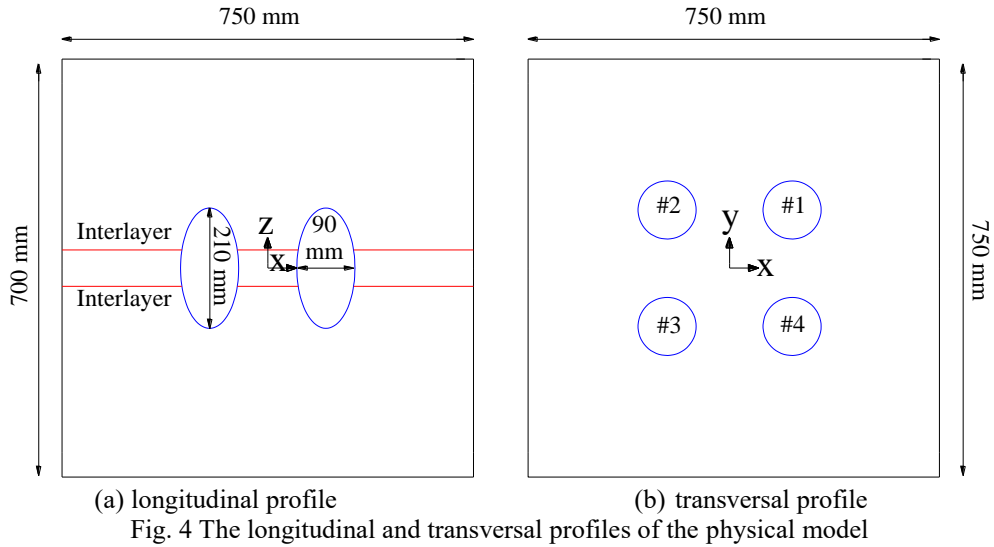 750 mm
750 mm
700 mm
Interlayer
Interlayer
210 mm
z
x
90
mm
#2
#1
y
x
#3
#4
750 mm
(a) longitudinal profile
(b) transversal profile
Fig. 4 The longitudinal and transversal profiles of the physical model